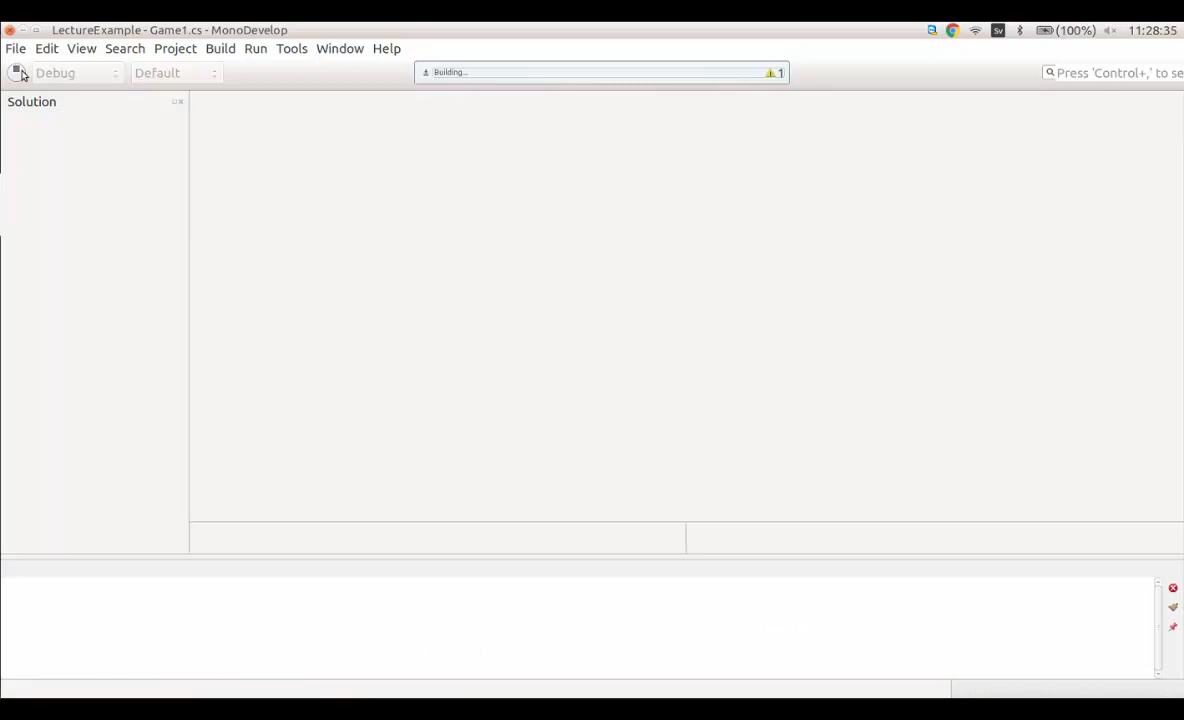 LectureExample - Game1.cs - MonoDevelop
Sv (100%) 11:28:35
File Edit View Search Project Build Run Tools Window Help
Debug Default Building... 1 Press 'Control+,' to se
Solution